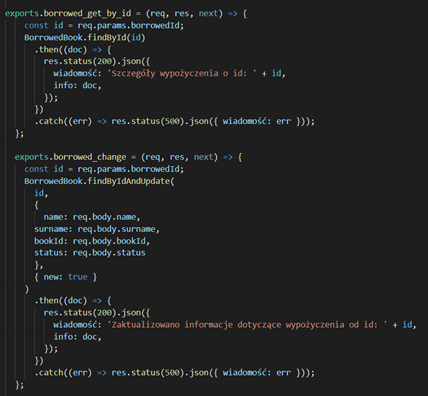 exports.borrowed_get_by_id = (req, res, next) => {
const id = req.params.borrowedId;
BorrowedBook.findById(id)
.then((doc) => {
res.status(200).json({
wiadomość: 'Szczegóły wypożyczenia o id: ' + id,
info: doc,
});
})
.catch((err) => res.status(500).json({ wiadomość: err }));
};
exports.borrowed_change = (req, res, next) => {
const id = req.params.borrowedId;
BorrowedBook.findByIdAndUpdate(
id,
{
name: req.body.name,
surname: req.body.surname,
bookId: req.body.bookId,
status: req.body.status
},
{ new: true }
)
.then((doc) => {
res.status(200).json({
wiadomość: 'Zaktualizowano informacje dotyczące wypożyczenia od id: ' + id,
info: doc,
});
})
.catch((err) => res.status(500).json({ wiadomość: err }));
};